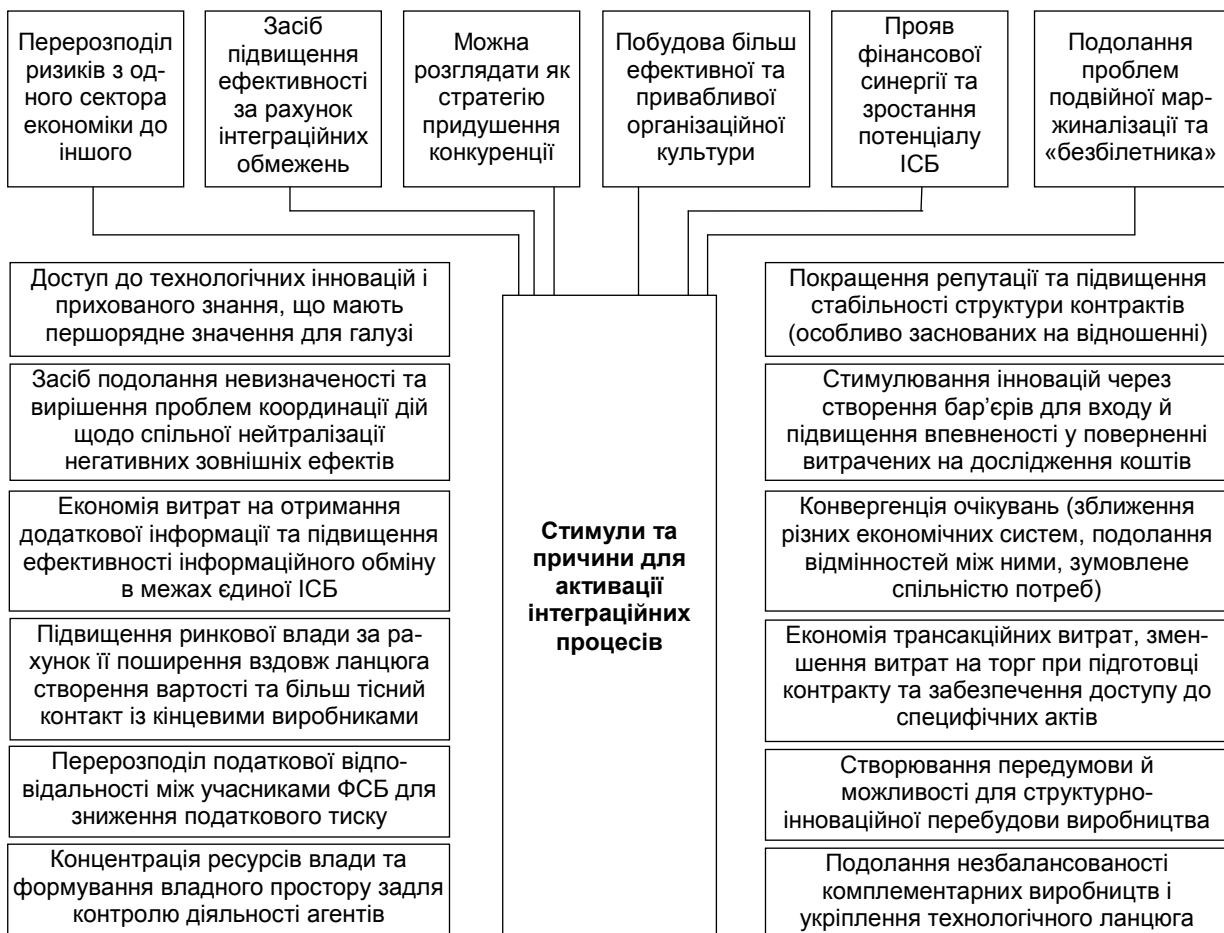 Перерозподіл
ризиків з од-
ного сектора
економіки до
іншого
Засіб
підвищення
ефективності
за рахунок
інтеграційних
обмежень
Можна
розглядати як
стратегію
придушення
конкуренції
Побудова більш
ефективної та
привабливої
організаційної
культури
Прояв
фінансової
синергії та
зростання
потенціалу
ІСБ
Подолання
проблем
подвійної мар-
жиналізації та
«безбілетника»
Доступ до технологічних інновацій і
прихованого знання, що мають
першорядне значення для галузі
Засіб подолання невизначеності та
вирішення проблем координації дій
щодо спільної нейтралізації
негативних зовнішніх ефектів
Економія витрат на отримання
додаткової інформації та підвищення
ефективності інформаційного обміну
в межах єдиної ІСБ
Підвищення ринкової влади за ра-
хунок її поширення вздовж ланцюга
створення вартості та більш тісний
контакт із кінцевими виробниками
Перерозподіл податкової відпо-
відальності між учасниками ФСБ для
зниження податкового тиску
Концентрація ресурсів влади та
формування владного простору задля
контролю діяльності агентів
Стимули та
причини для
активації
інтеграційних
процесів
Покращення репутації та підвищення
стабільності структури контрактів
(особливо заснованих на відношенні)
Стимулювання інновацій через
створення бар’єрів для входу й
підвищення впевненості у поверненні
витрачених на дослідження коштів
Конвергенція очікувань (зближення
різних економічних систем, подолання
відмінностей між ними, зумовлене
спільністю потреб)
Економія трансакційних витрат, змен-
шення витрат на торг при підготовці
контракту та забезпечення доступу до
специфічних актів
Створювання передумови й
можливості для структурно-
інноваційної перебудови виробництва
Подолання незбалансованості
комплементарних виробництв і
укріплення технологічного ланцюга